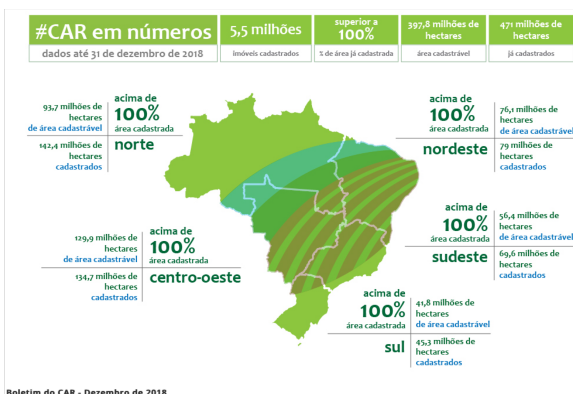 #CAR em números
dados até 31 de dezembro de 2018
5,5 milhões
imóveis cadastrados
superior a
100%
% de área já cadastrada
397,8 milhões de
hectares
área cadastrável
471 milhões de
hectares
já cadastrados
93,7 milhões de
hectares
de área cadastrável
142,4 milhões de
hectares
cadastrados
acima de
100%
área cadastrada
norte
acima de
100%
área cadastrada
nordeste
76,1 milhões de
hectares
de área cadastrável
79 milhões de
hectares
cadastrados
129,9 milhões de
hectares
de área cadastrável
134,7 milhões de
hectares
cadastrados
acima de
100%
área cadastrada
centro-oeste
acima de
100%
área cadastrada
sudeste
56,4 milhões de
hectares
de área cadastrável
69,6 milhões de
hectares
cadastrados
acima de
100%
área cadastrada
sul
41,8 milhões de
hectares
de área cadastrável
45,3 milhões de
hectares
cadastrados
Boletim do CAR - Dezembro de 2018